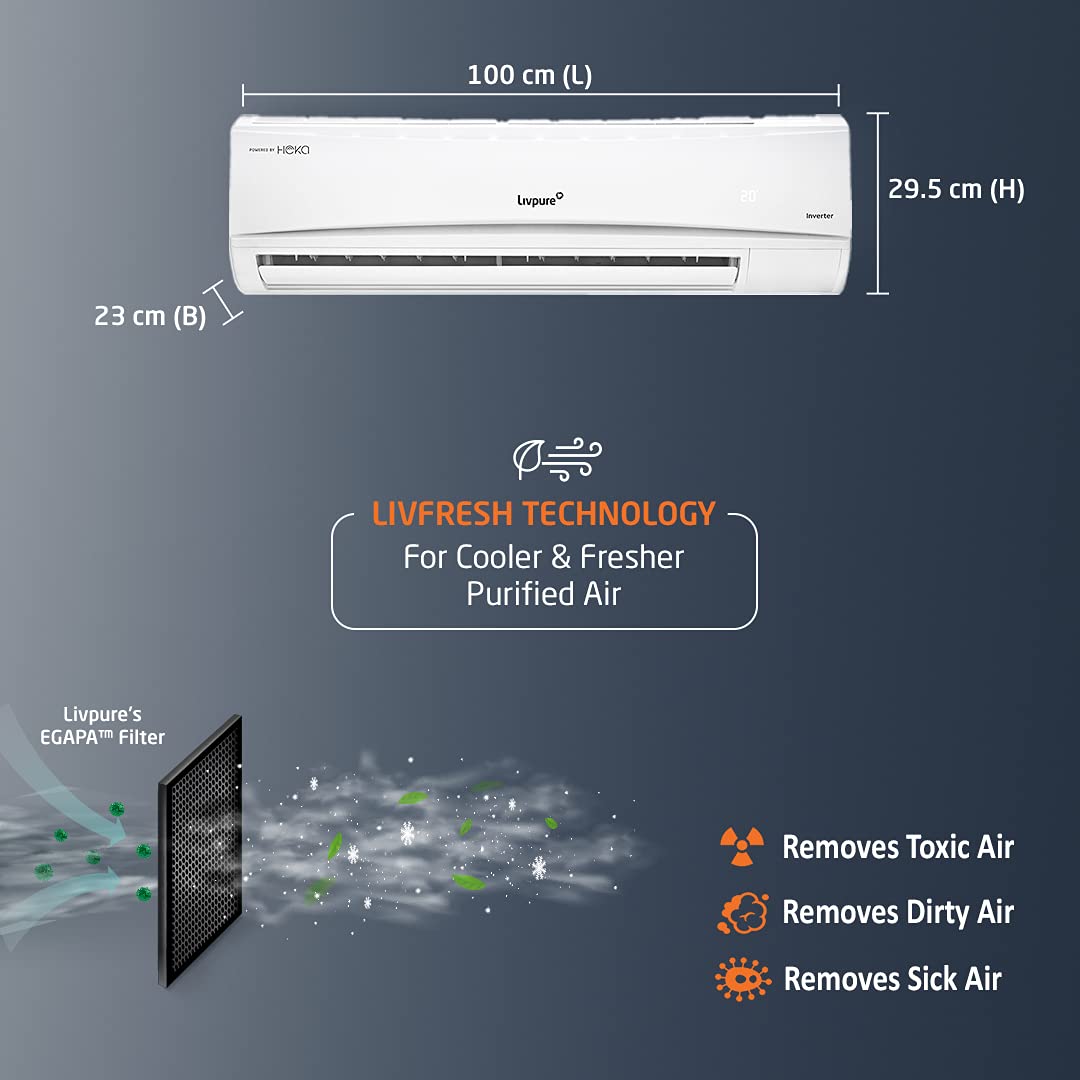 100 cm (L)
POWERED BY HEKA
29.5 cm (H)
Livpure
20°
Inverter
23 cm (B)
LIVFRESH TECHNOLOGY
For Cooler & Fresher
Purified Air
Livpure's
EGAPA™ Filter
Removes Toxic Air
Removes Dirty Air
Removes Sick Air